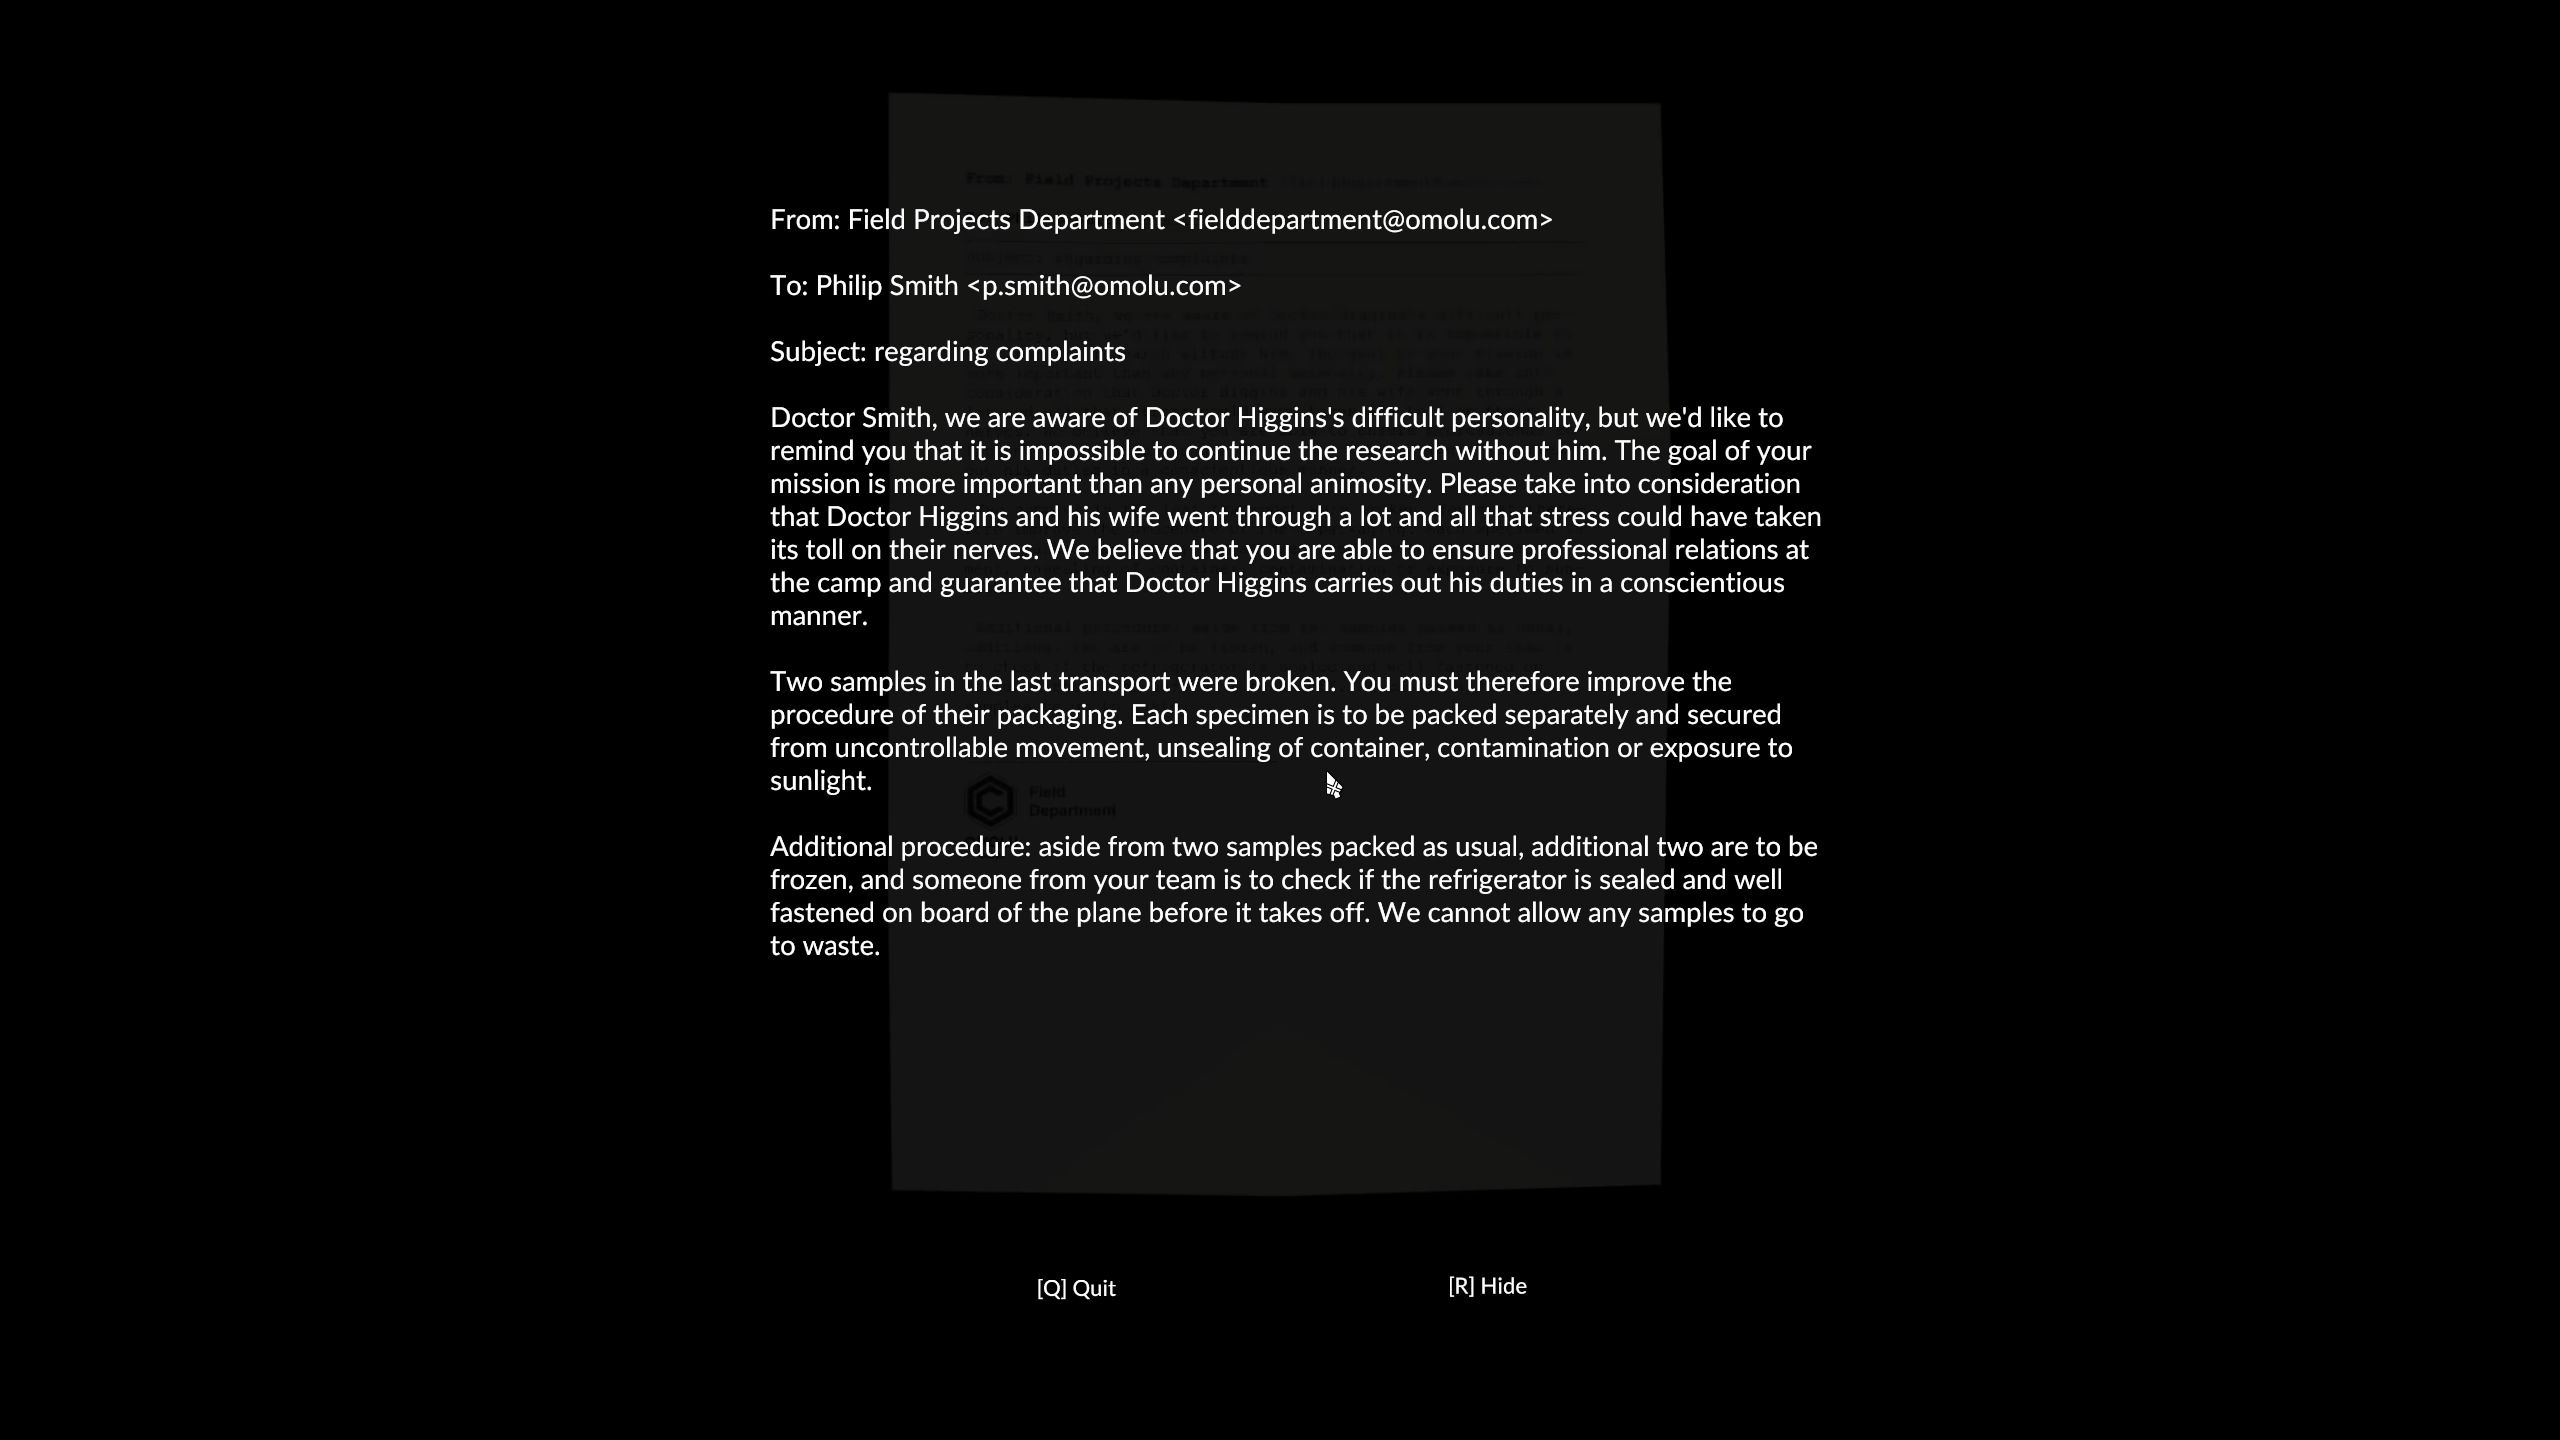 From: Field Projects Department <fielddepartment@omolu.com>
To: Philip Smith <p.smith@omolu.com>
Subject: regarding complaints
Doctor Smith, we are aware of Doctor Higgins's difficult personality, but we'd like to
remind you that it is impossible to continue the research without him. The goal of your
mission is more important than any personal animosity. Please take into consideration
that Doctor Higgins and his wife went through a lot and all that stress could have taken
its toll on their nerves. We believe that you are able to ensure professional relations at
the camp and guarantee that Doctor Higgins carries out his duties in a conscientious
manner.
Two samples in the last transport were broken. You must therefore improve the
procedure of their packaging. Each specimen is to be packed separately and secured
from uncontrollable movement, unsealing of container, contamination or exposure to
sunlight.
Additional procedure: aside from two samples packed as usual, additional two are to be
frozen, and someone from your team is to check if the refrigerator is sealed and well
fastened on board of the plane before it takes off. We cannot allow any samples to go
to waste.
From: Field Projects Department
Field
Department
[Q] Quit
[R] Hide